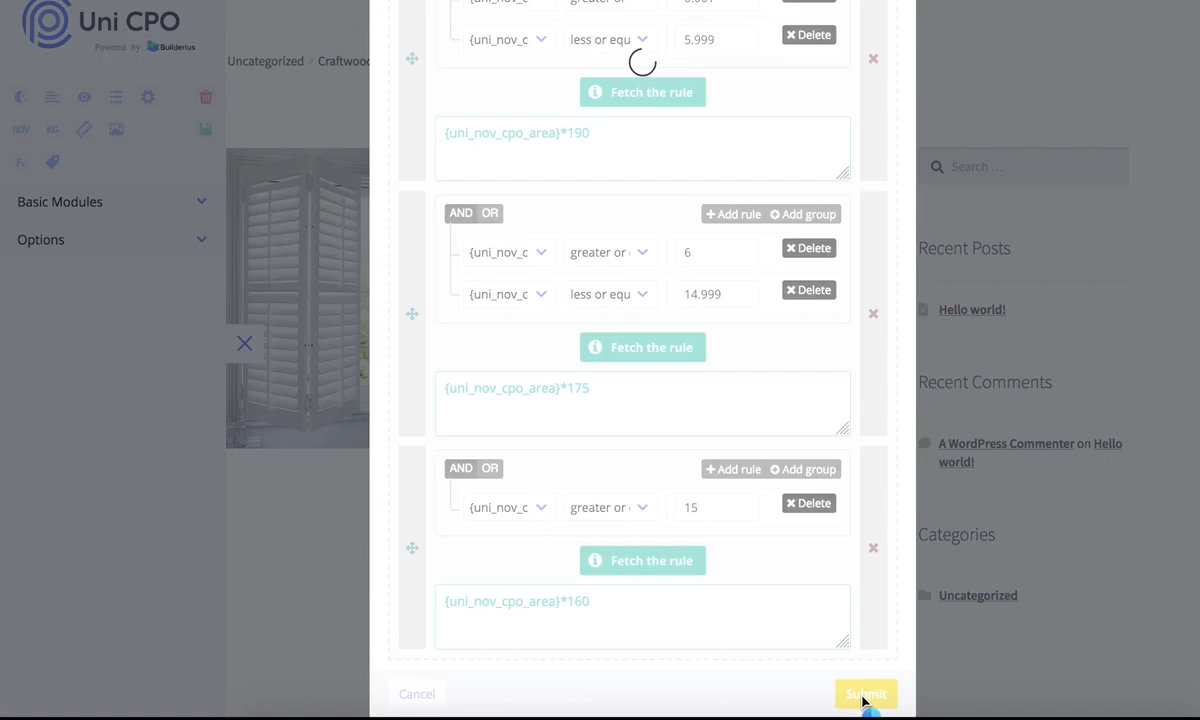 Uni CPO
Powered by Builderius
Uncategorized > Craftwoo
NOV KG
Basic Modules
Options
{uni_nov_c less or equ 5.999 Delete
Fetch the rule
{uni_nov_cpo_area}*190
AND OR Add rule Add group
{uni_nov_c greater or 6 Delete
{uni_nov_c less or equ 14.999 Delete
Fetch the rule
{uni_nov_cpo_area}*175
AND OR Add rule Add group
{uni_nov_c greater or 15 Delete
Fetch the rule
{uni_nov_cpo_area}*160
Cancel Submit
Search …
Recent Posts
Hello world!
Recent Comments
A WordPress Commenter on Hello
world!
Categories
Uncategorized